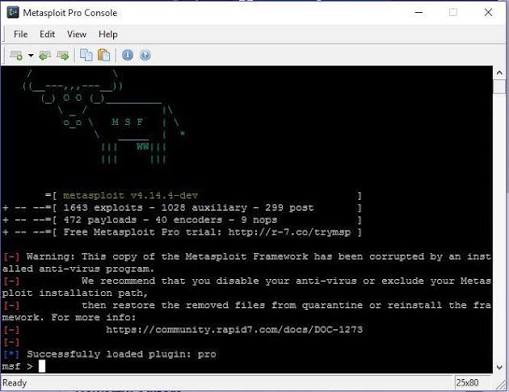 Metasploit Pro Console
File Edit View Help
M S F
*
WW
=[ metasploit v4.14.4-dev ]
+ -- --=[ 1643 exploits - 1028 auxiliary - 299 post ]
+ -- --=[ 472 payloads - 40 encoders - 9 nops ]
+ -- --=[ Free Metasploit Pro trial: http://r-7.co/trymsp ]
[-] Warning: This copy of the Metasploit Framework has been corrupted by an inst
alled anti-virus program.
[-] We recommend that you disable your anti-virus or exclude your Metas
ploit installation path,
[-] then restore the removed files from quarantine or reinstall the fra
mework. For more info:
[-] https://community.rapid7.com/docs/DOC-1273
[-]
[*] Successfully loaded plugin: pro
msf >
Ready 25x80